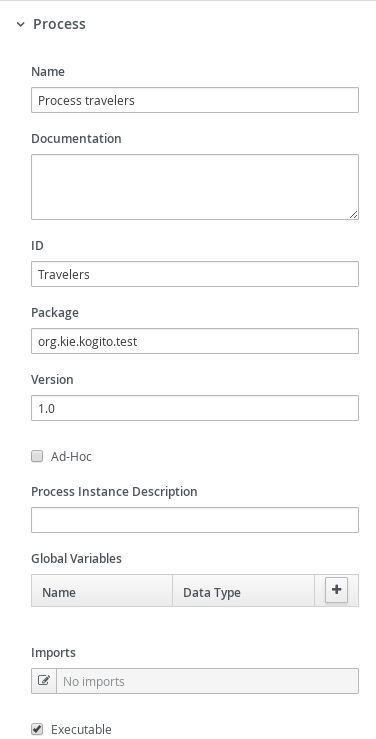 Process
Name
Process travelers
Documentation
ID
Travelers
Package
org.kie.kogito.test
Version
1.0
Ad-Hoc
Process Instance Description
Global Variables
Name Data Type +
Imports
No imports
Executable